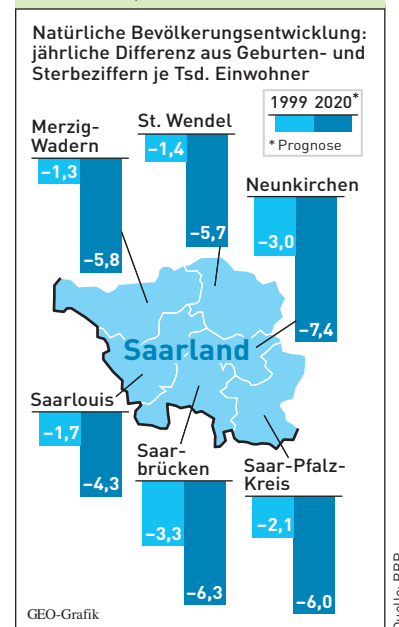 Natürliche Bevölkerungsentwicklung:
jährliche Differenz aus Geburten- und
Sterbeziffern je Tsd. Einwohner
1999 2020*
* Prognose
Merzig-
Wadern
−1,3
−5,8
St. Wendel
−1,4
−5,7
Neunkirchen
−3,0
−7,4
Saarland
Saarlouis
−1,7
−4,3
Saar-
brücken
−3,3
−6,3
Saar-Pfalz-
Kreis
−2,1
−6,0
GEO-Grafik